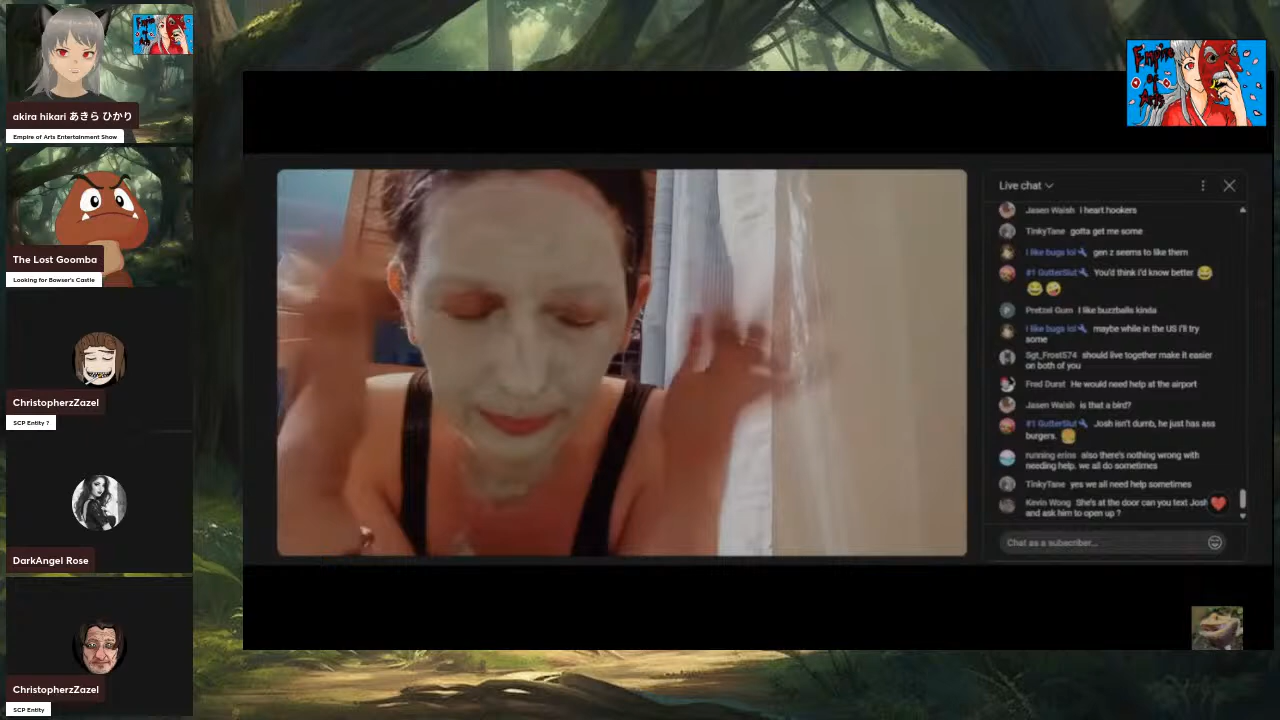 akira hikari あきら ひかり
Empire of Arts Entertainment Show
The Lost Goomba
Looking for Bowser's Castle
ChristopherzZazel
SCP Entity ?
DarkAngel Rose
ChristopherzZazel
SCP Entity
Empire
of
Arts
Live chat
Jasen Walsh I heart hookers
TinkyTane gotta get me some
I like bugs lol gen z seems to like them
#1 GutterSlut You'd think I'd know better 😂
😂 🤪
Pretzel Gum I like buzzballs kinda
I like bugs lol maybe while in the US I'll try
some
Sgt_Frost574 should live together make it easier
on both of you
Fred Durst He would need help at the airport
Jasen Walsh is that a bird?
#1 GutterSlut Josh isn't dumb, he just has ass
burgers. 🍔
running erins also there's nothing wrong with
needing help. we all do sometimes
TinkyTane yes we all need help sometimes
Kevin Wong She's at the door can you text Josh
and ask him to open up ?
Chat as a subscriber...